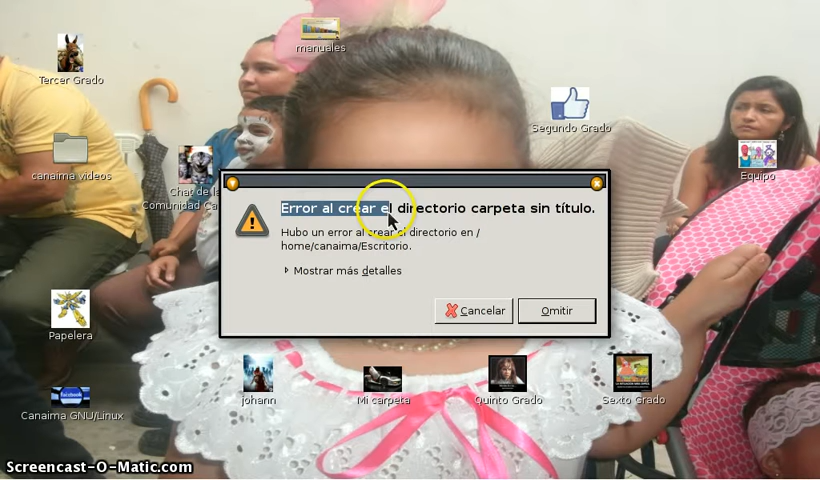 manuales
Tercer Grado
Segundo Grado
canaima videos
Equipo
Chat de la
Comunidad Ca
Error al crear el directorio carpeta sin título.
Hubo un error al crear el directorio en /
home/canaima/Escritorio.
Mostrar más detalles
Cancelar
Omitir
Papelera
Canaima GNU/Linux
facebook
johann
Mi carpeta
Quinto Grado
Sexto Grado
Screencast-O-Matic.com